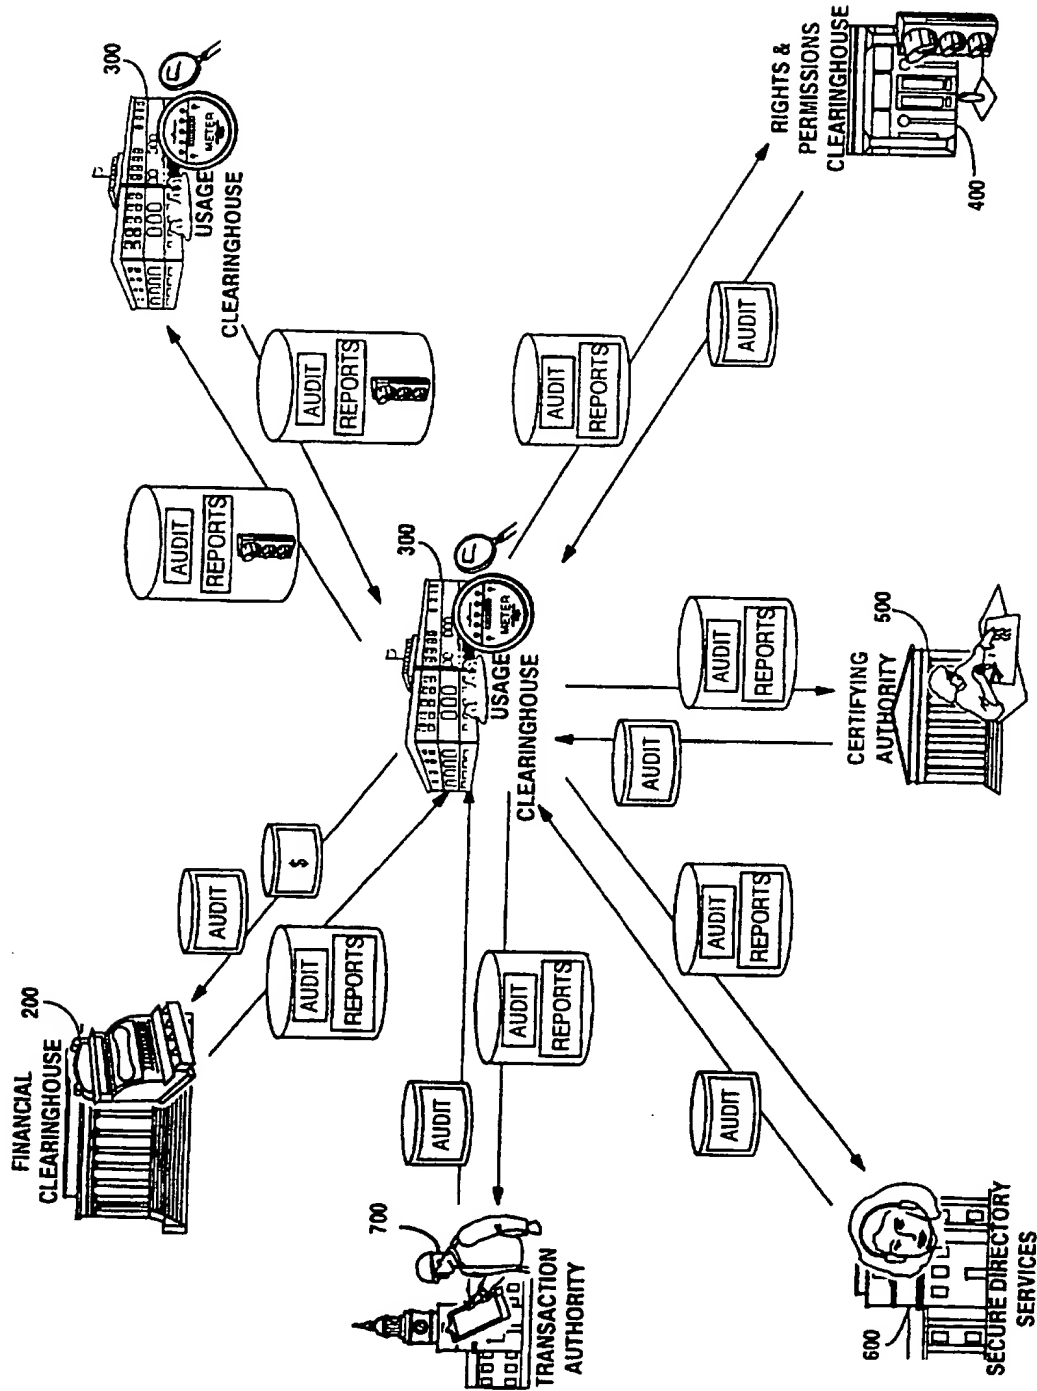 FINANCIAL
CLEARINGHOUSE
200
300
METER
USAGE
CLEARINGHOUSE
AUDIT
REPORTS
AUDIT
$
AUDIT
REPORTS
AUDIT
REPORTS
700
300
METER
USAGE
CLEARINGHOUSE
AUDIT
AUDIT
REPORTS
TRANSACTION
AUTHORITY
AUDIT
REPORTS
AUDIT
AUDIT
REPORTS
AUDIT
REPORTS
AUDIT
AUDIT
RIGHTS &
PERMISSIONS
CLEARINGHOUSE
400
CERTIFYING
AUTHORITY
500
600
SECURE DIRECTORY
SERVICES